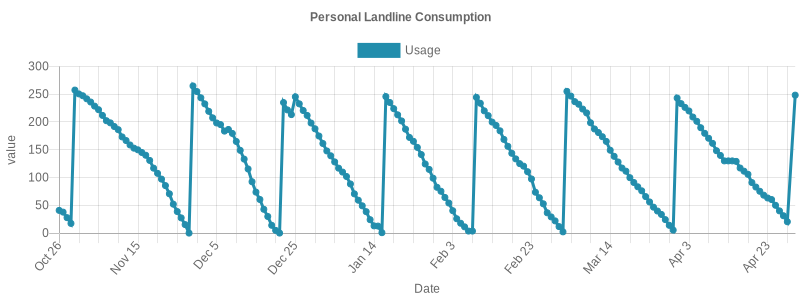 Personal Landline Consumption
Usage
300
250
200
150
100
50
0
value
Oct 26
Nov 15
Dec 5
Dec 25
Jan 14
Feb 3
Feb 23
Mar 14
Apr 3
Apr 23
Date